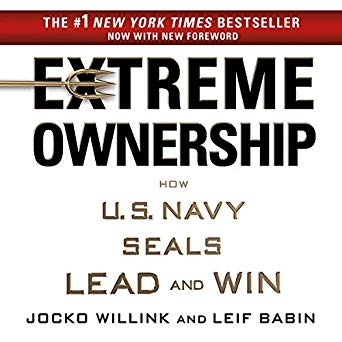 THE #1 NEW YORK TIMES BESTSELLER
NOW WITH NEW FOREWORD
EXTREME
OWNERSHIP
HOW
U.S. NAVY
SEALS
LEAD AND WIN
JOCKO WILLINK AND LEIF BABIN